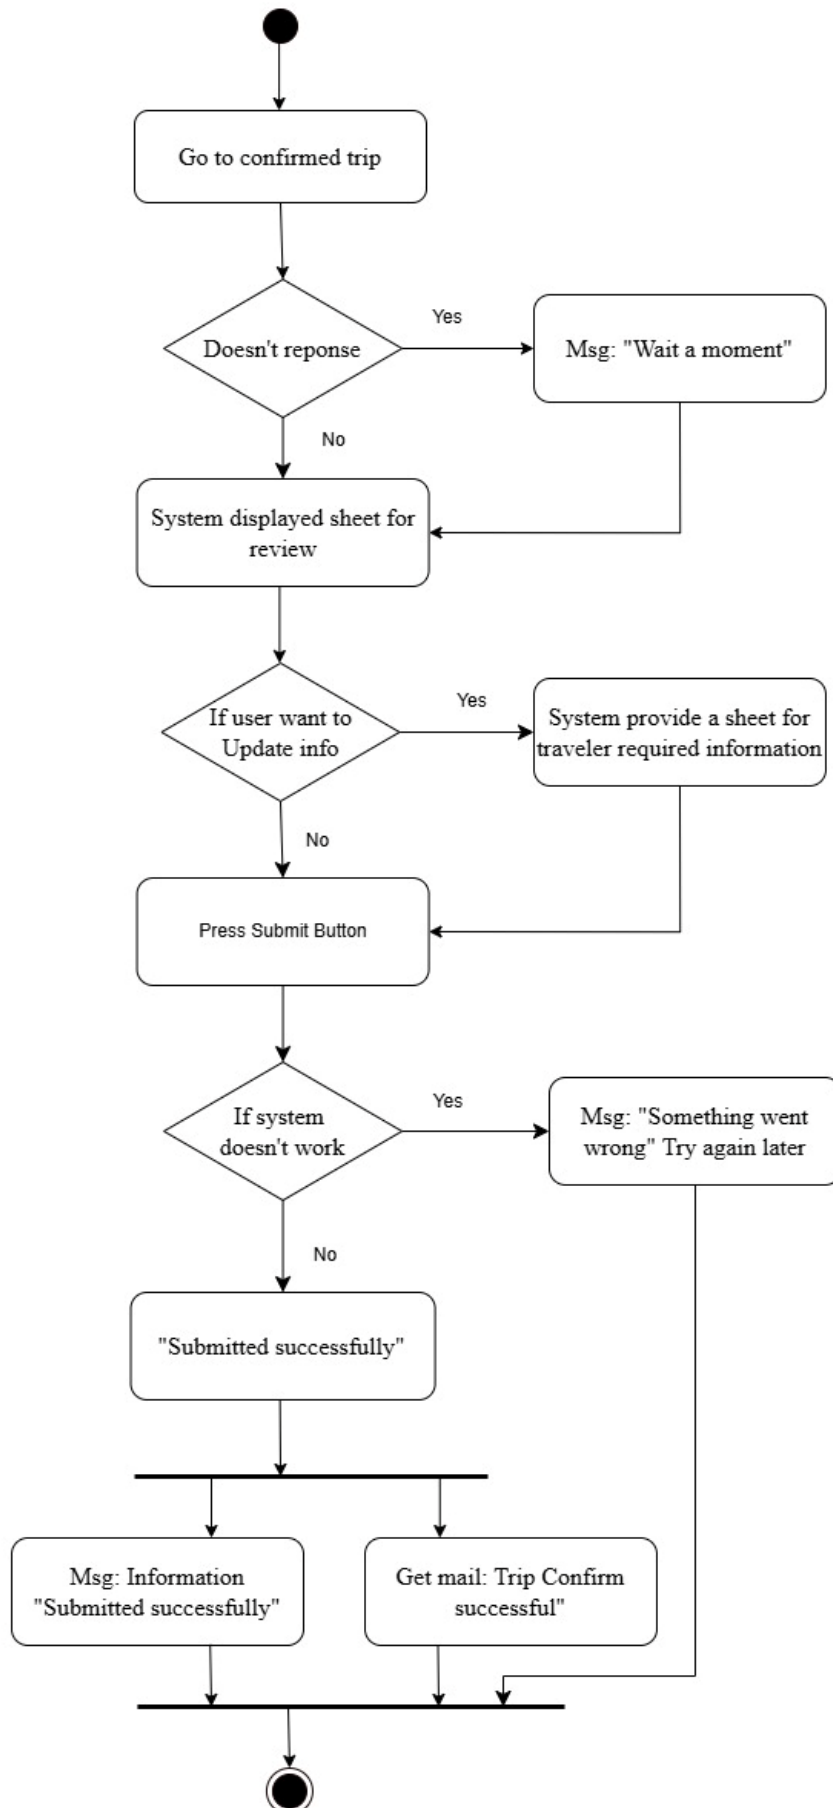 Go to confirmed trip
Doesn't reponse
Yes
Msg: "Wait a moment"
No
System displayed sheet for
review
If user want to
Update info
Yes
System provide a sheet for
traveler required information
No
Press Submit Button
If system
doesn't work
Yes
Msg: "Something went
wrong" Try again later
No
"Submitted successfully"
Msg: Information
"Submitted successfully"
Get mail: Trip Confirm
successful"